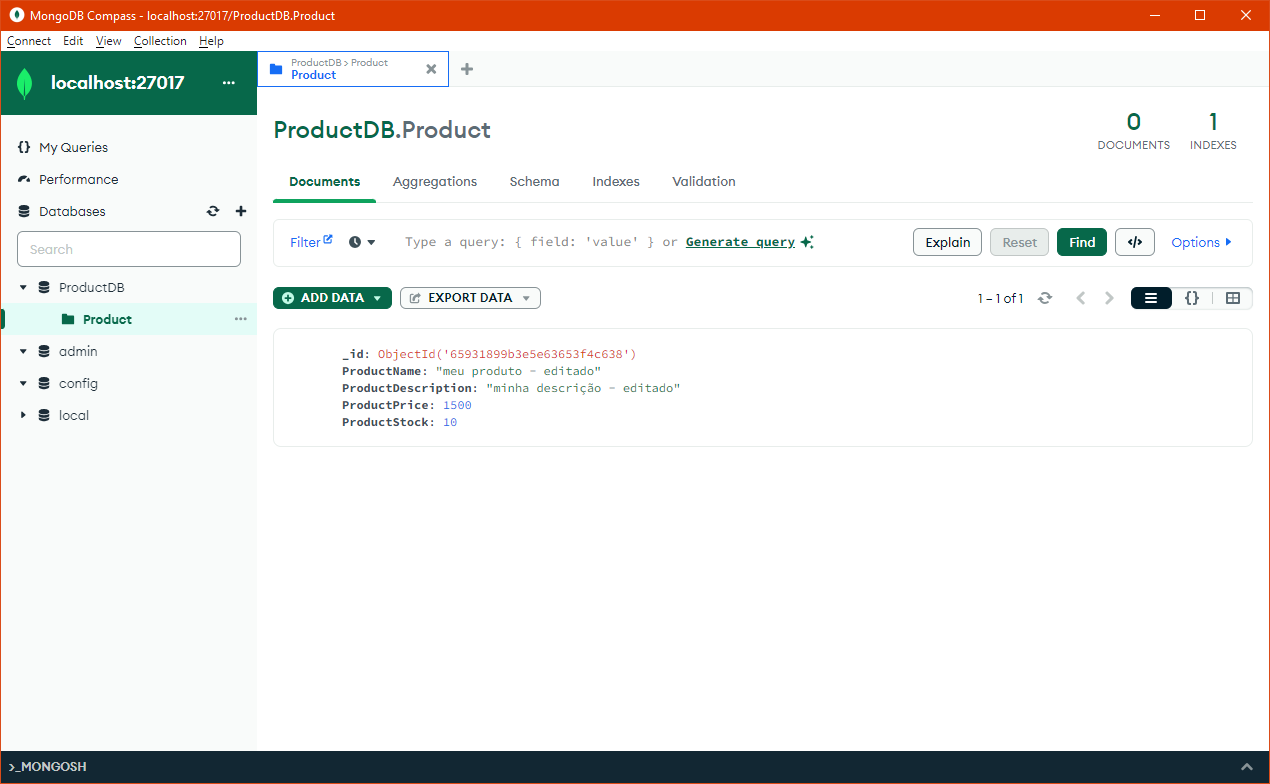 MongoDB Compass - localhost:27017/ProductDB.Product
Connect Edit View Collection Help
localhost:27017
ProductDB > Product
Product
My Queries
Performance
Databases
Search
ProductDB
Product
admin
config
local
ProductDB.Product
0
DOCUMENTS
1
INDEXES
Documents Aggregations Schema Indexes Validation
Filter Type a query: { field: 'value' } or Generate query Explain Reset Find </> Options
ADD DATA EXPORT DATA 1 – 1 of 1 {}
_id: ObjectId('65931899b3e5e63653f4c638')
ProductName: "meu produto - editado"
ProductDescription: "minha descrição - editado"
ProductPrice: 1500
ProductStock: 10
>_MONGOSH